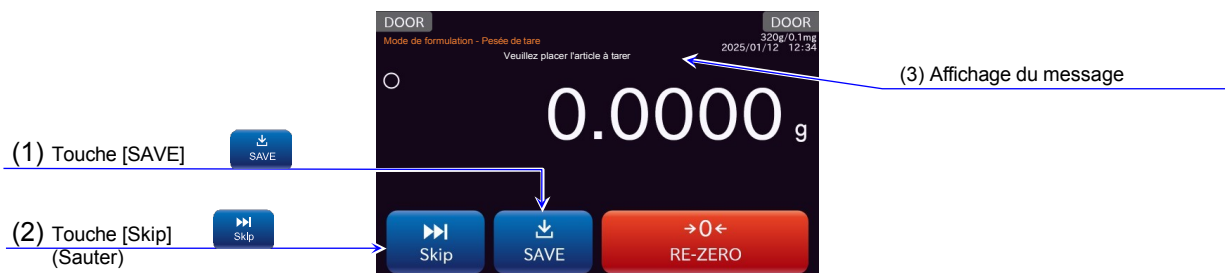 DOOR
DOOR
Mode de formulation - Pesée de tare
320g/0.1mg
2025/01/12 12:34
Veuillez placer l'article à tarer
(3) Affichage du message
0.0000 g
(1) Touche [SAVE]
SAVE
(2) Touche [Skip]
(Sauter)
Skip
Skip
SAVE
→0←
RE-ZERO